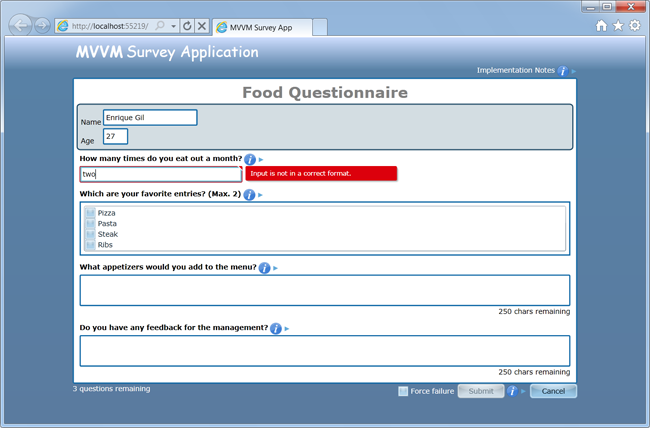 http://localhost:55219/
MVVM Survey App
MVVM Survey Application
Implementation Notes
Food Questionnaire
Name Enrique Gil
Age 27
How many times do you eat out a month?
two Input is not in a correct format.
Which are your favorite entries? (Max. 2)
Pizza
Pasta
Steak
Ribs
What appetizers would you add to the menu?
250 chars remaining
Do you have any feedback for the management?
250 chars remaining
3 questions remaining
Force failure Submit Cancel